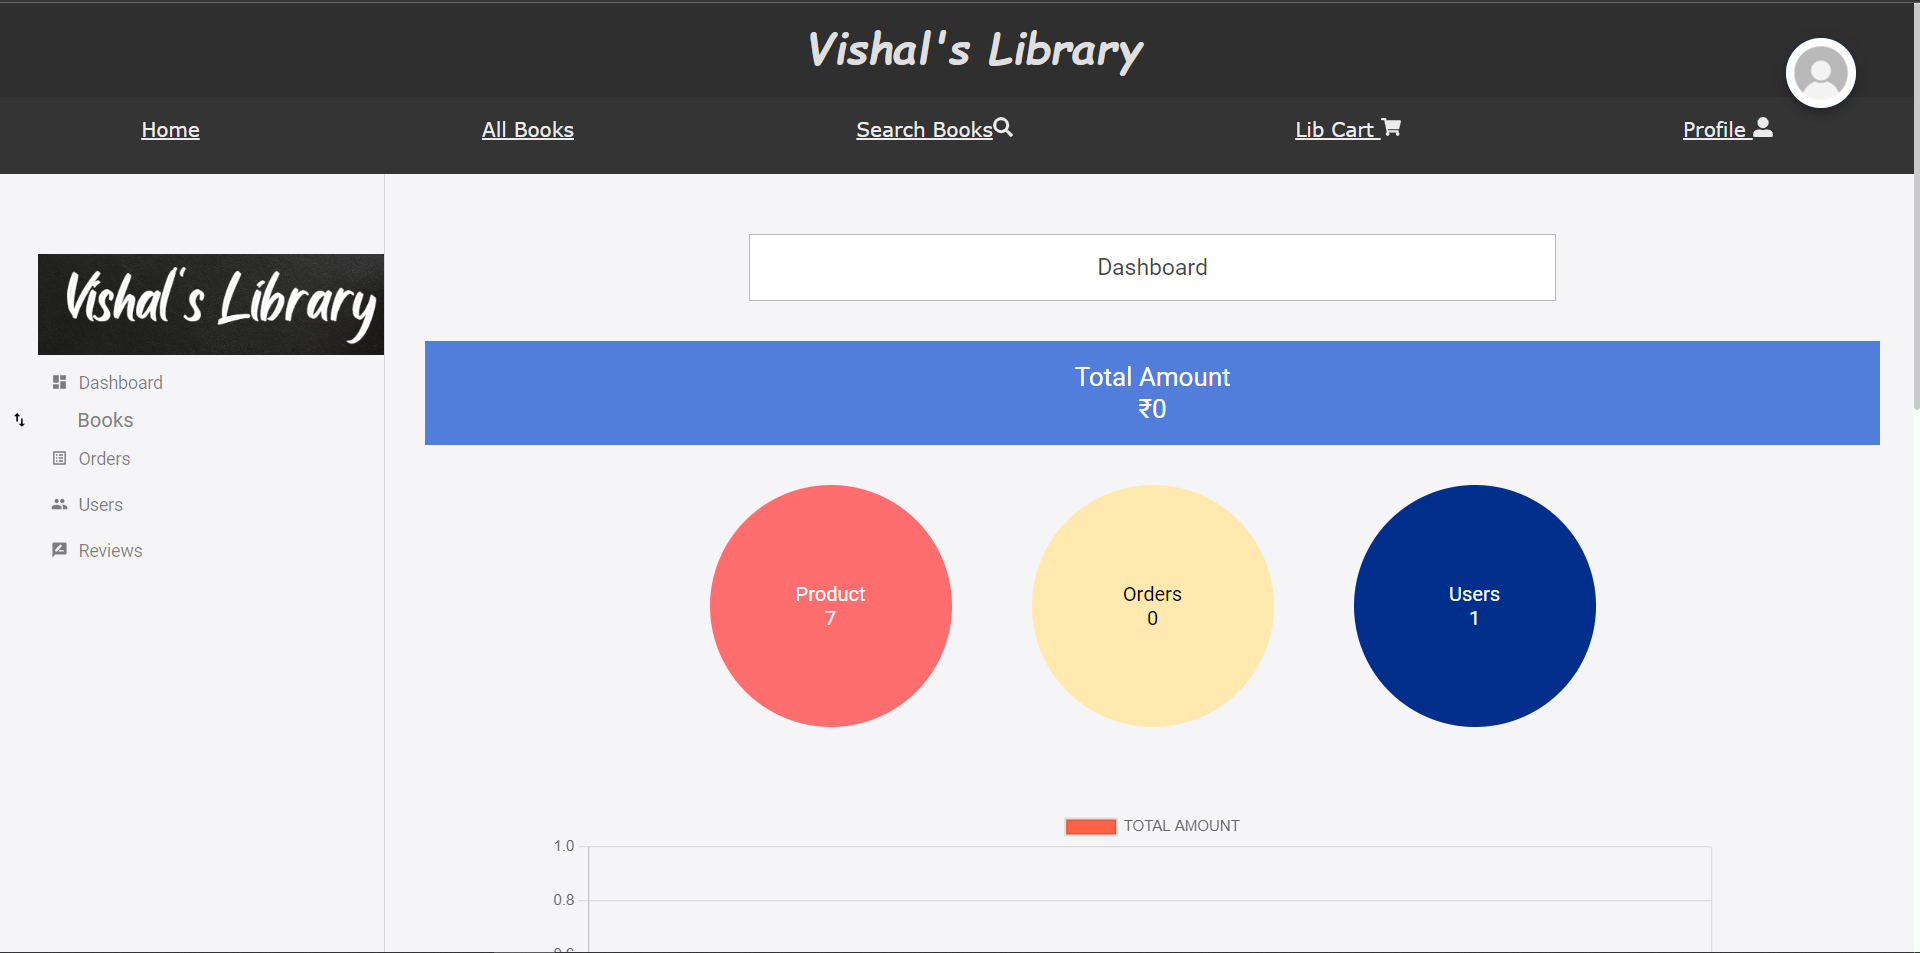 Vishal's Library
Home
All Books
Search Books
Lib Cart
Profile
Vishal's Library
Dashboard
Books
Orders
Users
Reviews
Dashboard
Total Amount
₹0
Product
7
Orders
0
Users
1
TOTAL AMOUNT
1.0
0.8